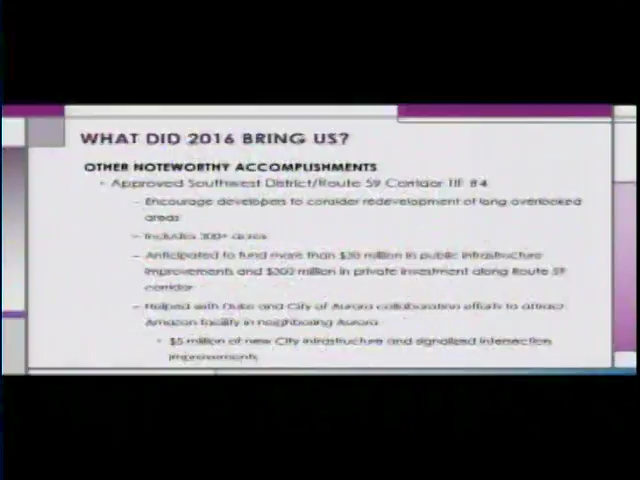 WHAT DID 2016 BRING US?
OTHER NOTEWORTHY ACCOMPLISHMENTS
• Approved Southwest District/Route 59 Corridor TIF #4
– Encourage developers to consider redevelopment of long overlooked
areas
– Includes 300+ acres
– Anticipated to fund more than $30 million in public infrastructure
improvements and $200 million in private investment along Route 59
corridor
– Helped with Duke and City of Aurora collaboration efforts to attract
Amazon facility in neighboring Aurora
• $5 million of new City infrastructure and signalized intersection
improvements